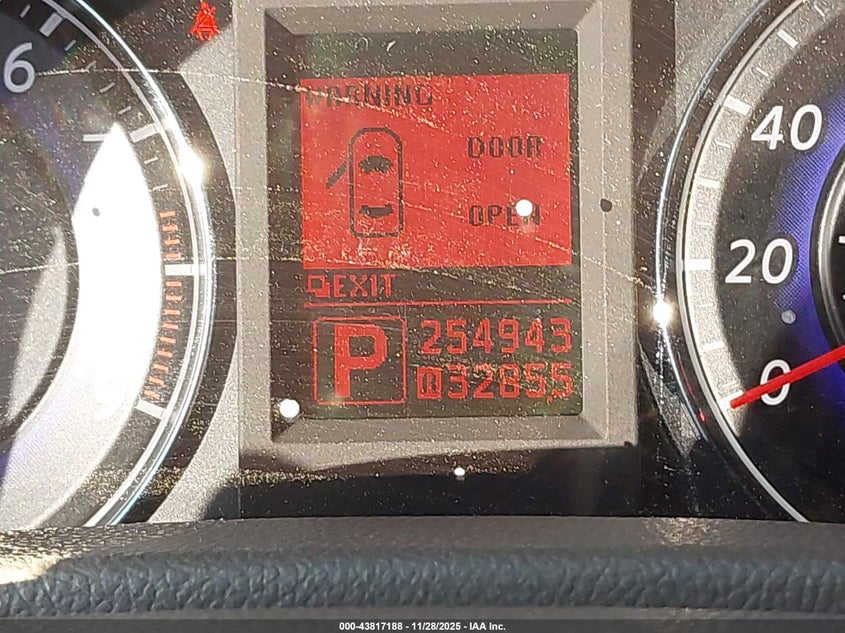 WARNING
DOOR
OPEN
EXIT
P
254943
A 32855
6
40
20
0
000-43817188 - 11/28/2025 - IAA Inc.